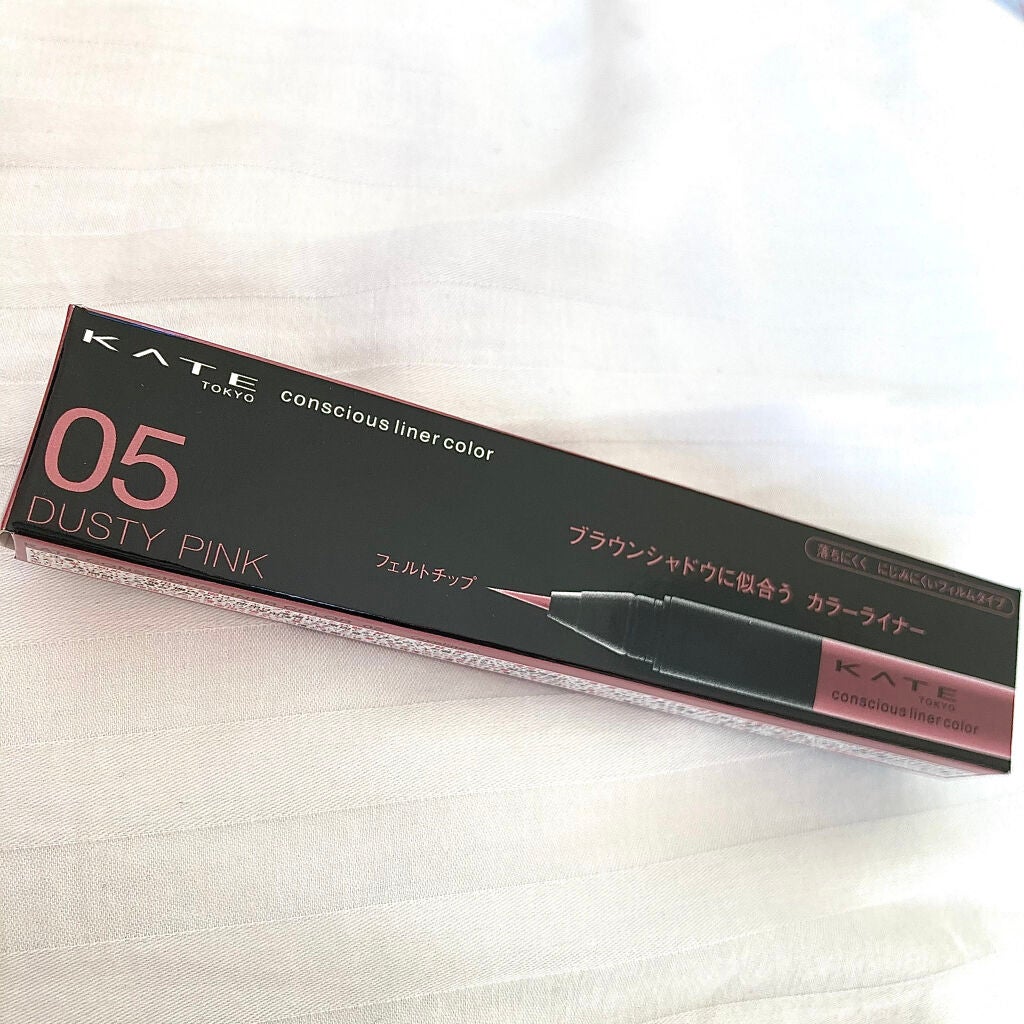 KATE
TOKYO
conscious liner color
05
DUSTY PINK
フェルトチップ
ブラウンシャドウに似合う カラーライナー
落ちにくく にじみにくいフィルムタイプ
KATE
TOKYO
conscious liner color